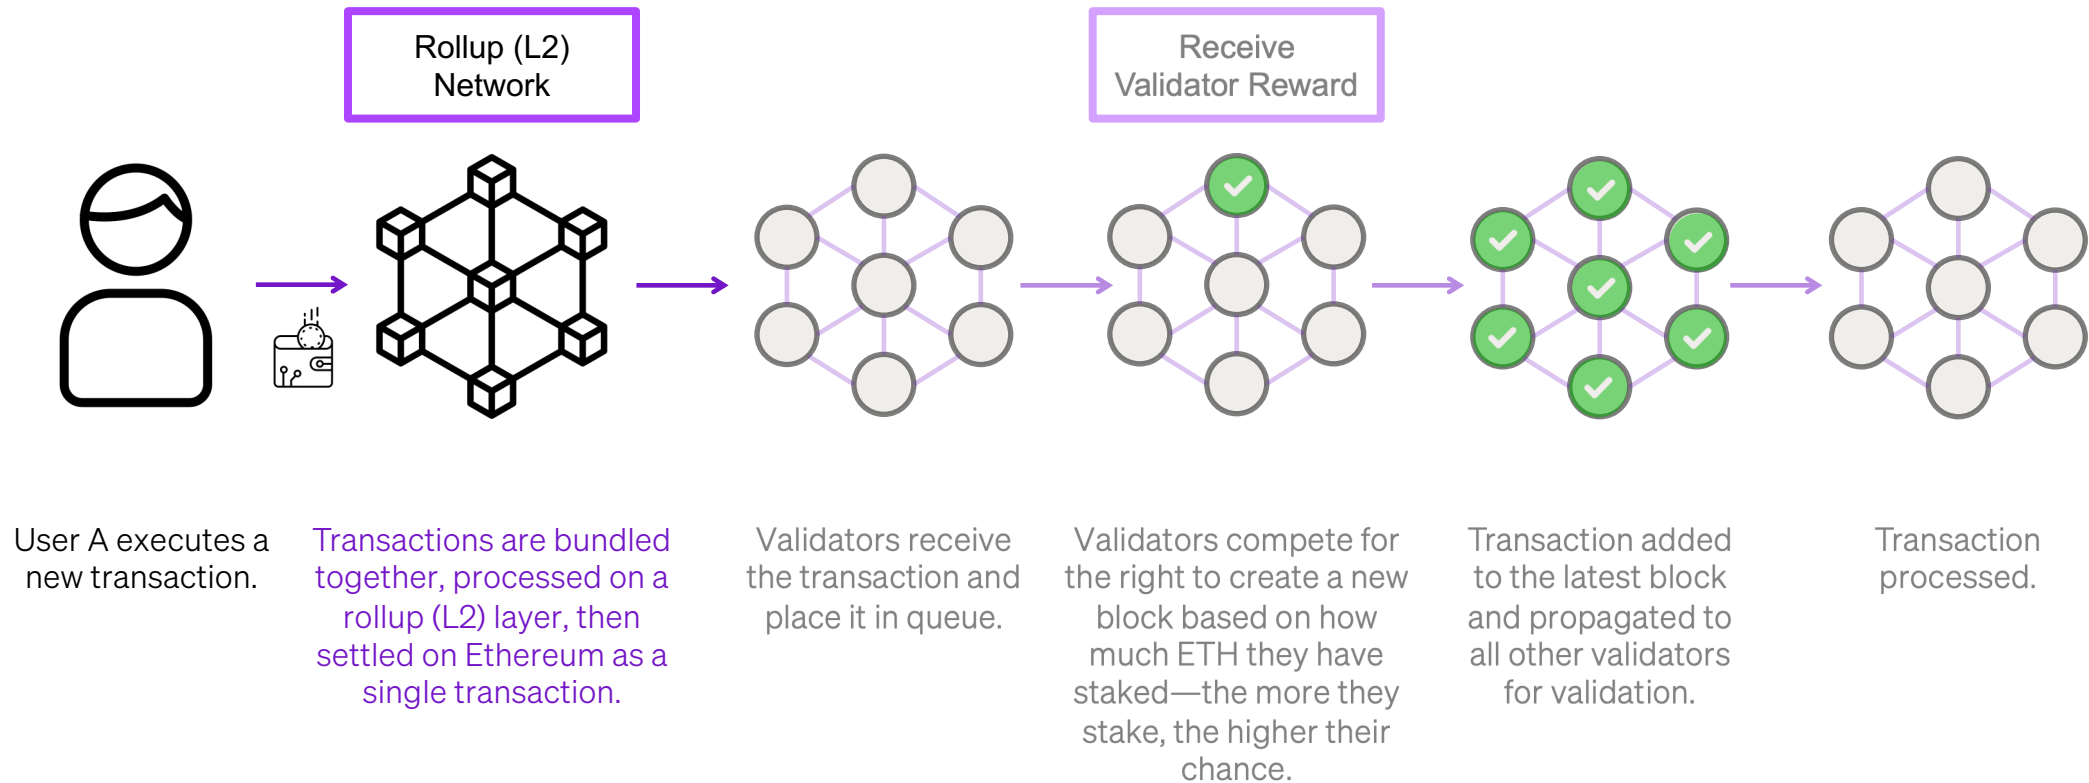 Rollup (L2)
Network
Receive
Validator Reward
User A executes a
new transaction.
Transactions are bundled
together, processed on a
rollup (L2) layer, then
settled on Ethereum as a
single transaction.
Validators receive
the transaction and
place it in queue.
Validators compete for
the right to create a new
block based on how
much ETH they have
staked—the more they
stake, the higher their
chance.
Transaction added
to the latest block
and propagated to
all other validators
for validation.
Transaction
processed.